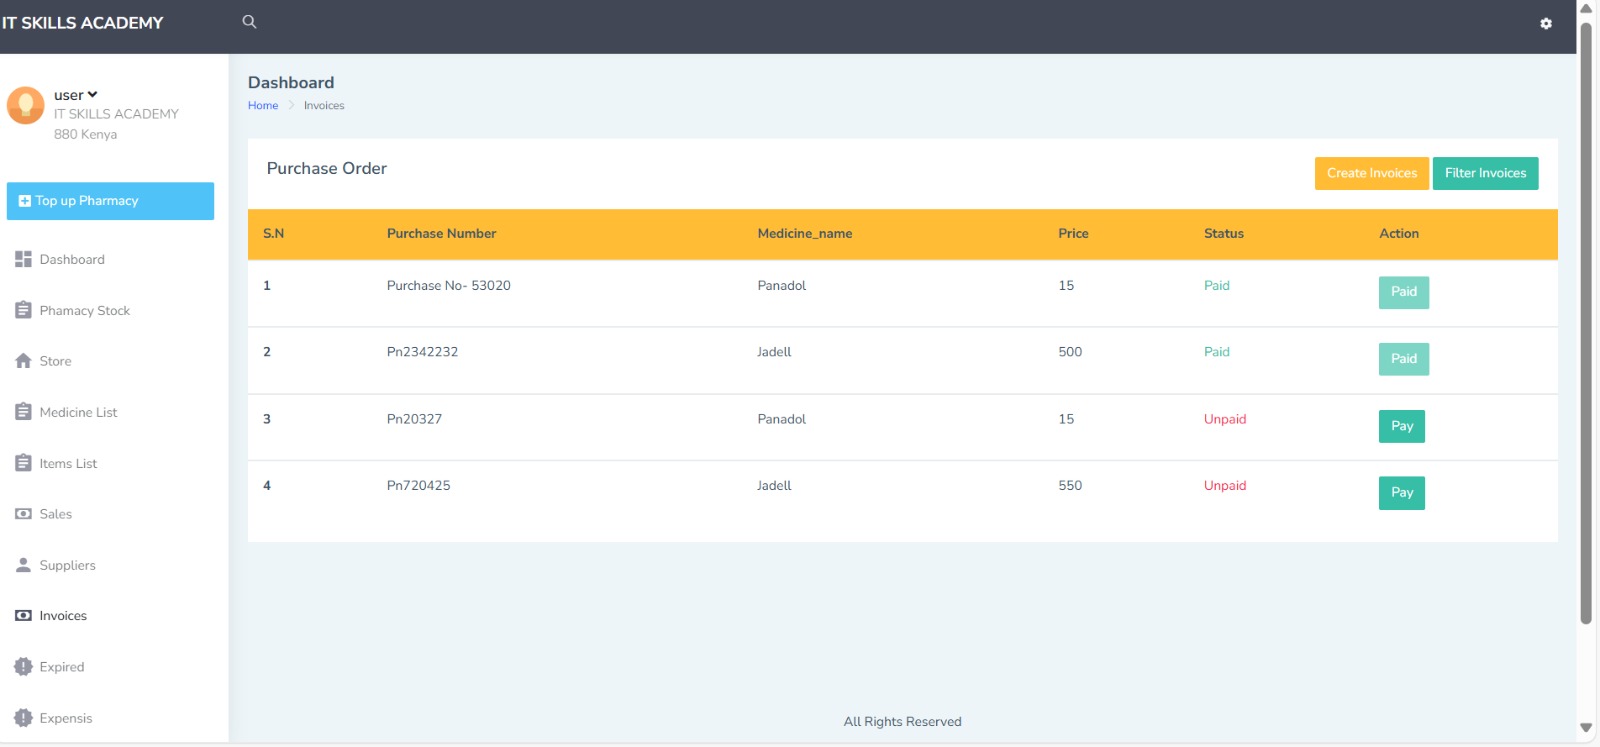 IT SKILLS ACADEMY
user
IT SKILLS ACADEMY
880 Kenya
Top up Pharmacy
Dashboard
Phamacy Stock
Store
Medicine List
Items List
Sales
Suppliers
Invoices
Expired
Expensis
Dashboard
Home Invoices
Purchase Order
Create Invoices Filter Invoices
S.N Purchase Number Medicine_name Price Status Action
1 Purchase No- 53020 Panadol 15 Paid Paid
2 Pn2342232 Jadell 500 Paid Paid
3 Pn20327 Panadol 15 Unpaid Pay
4 Pn720425 Jadell 550 Unpaid Pay
All Rights Reserved